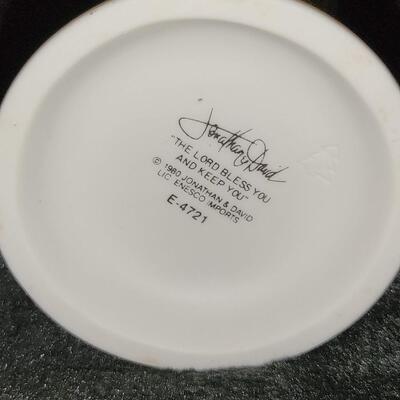 Jonathan & David
"THE LORD BLESS YOU
AND KEEP YOU"
© 1980 JONATHAN & DAVID
LIC. ENESCO IMPORTS
E-4721